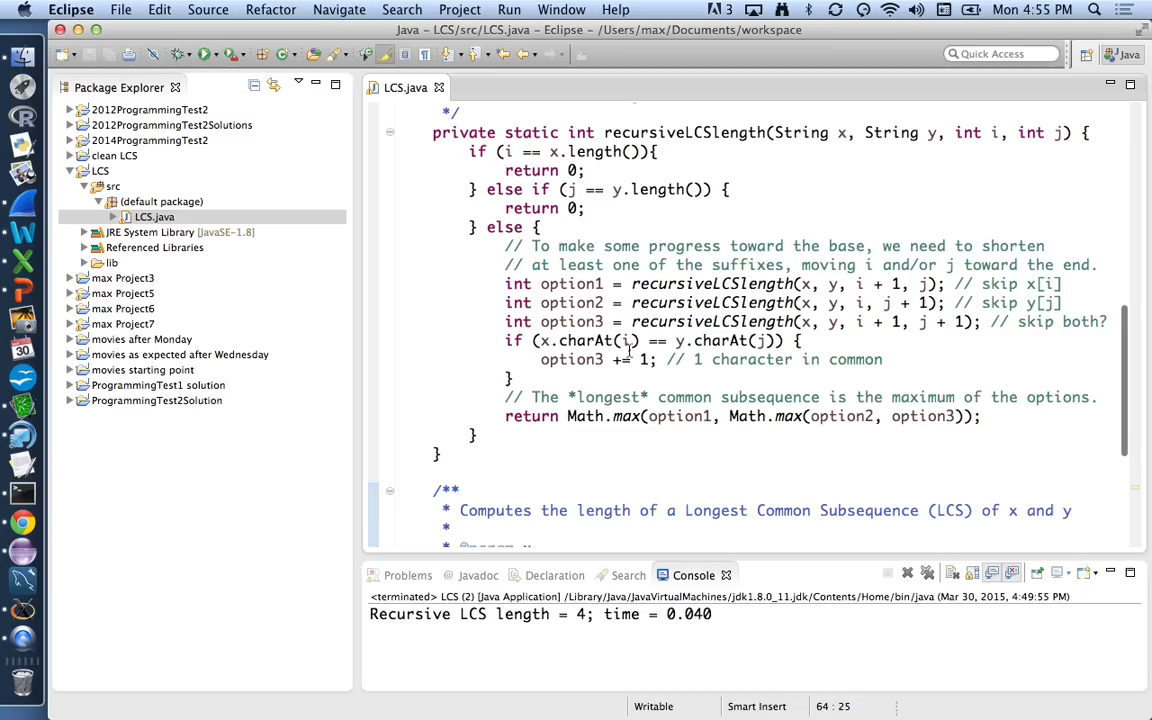 Eclipse File Edit Source Refactor Navigate Search Project Run Window Help 3 Mon 4:55 PM
Java - LCS/src/LCS.java - Eclipse - /Users/max/Documents/workspace
Quick Access Java
Package Explorer
2012ProgrammingTest2
2012ProgrammingTest2Solutions
2014ProgrammingTest2
clean LCS
LCS
src
(default package)
LCS.java
JRE System Library [JavaSE-1.8]
Referenced Libraries
lib
max Project3
max Project5
max Project6
max Project7
movies after Monday
movies as expected after Wednesday
movies starting point
ProgrammingTest1 solution
ProgrammingTest2Solution
LCS.java
*/
private static int recursiveLCSlength(String x, String y, int i, int j) {
if (i == x.length()){
return 0;
} else if (j == y.length()) {
return 0;
} else {
// To make some progress toward the base, we need to shorten
// at least one of the suffixes, moving i and/or j toward the end.
int option1 = recursiveLCSlength(x, y, i + 1, j); // skip x[i]
int option2 = recursiveLCSlength(x, y, i, j + 1); // skip y[j]
int option3 = recursiveLCSlength(x, y, i + 1, j + 1); // skip both?
if (x.charAt(i) == y.charAt(j)) {
option3 += 1; // 1 character in common
}
// The *longest* common subsequence is the maximum of the options.
return Math.max(option1, Math.max(option2, option3));
}
}
/**
* Computes the length of a Longest Common Subsequence (LCS) of x and y
*
Problems @ Javadoc Declaration Search Console
<terminated> LCS (2) [Java Application] /Library/Java/JavaVirtualMachines/jdk1.8.0_11.jdk/Contents/Home/bin/java (Mar 30, 2015, 4:49:55 PM)
Recursive LCS length = 4; time = 0.040
Writable Smart Insert 64 : 25